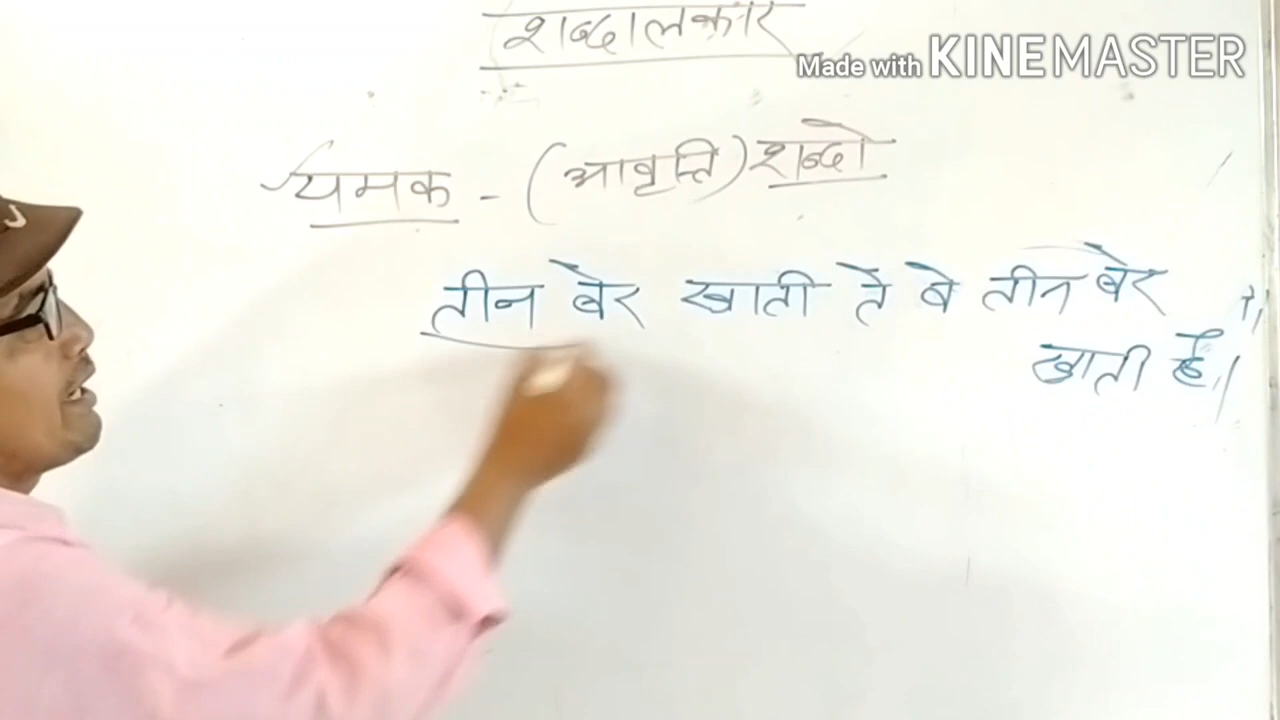 शब्दालंकार
Made with KINEMASTER
यमक - (आवृत्ति) शब्दो
तीन बेर खाती ते वे तीन बेर
खाती हैं।